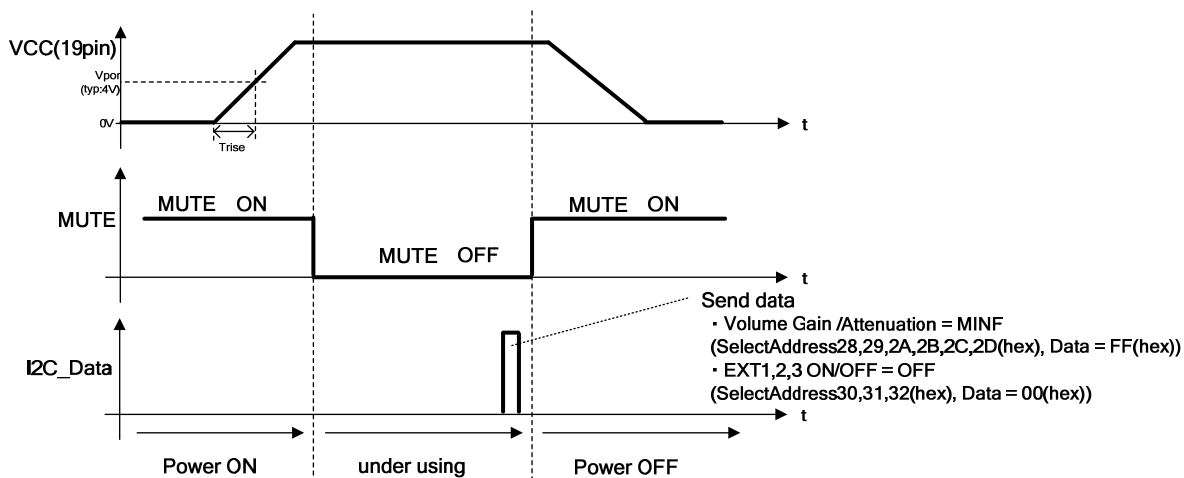 VCC(19pin)
Vpor
(typ:4V)
0V
t
Trise
MUTE
MUTE ON
MUTE ON
MUTE OFF
t
Send data
・Volume Gain /Attenuation = MINF
(SelectAddress28,29,2A,2B,2C,2D(hex), Data = FF(hex))
・EXT1,2,3 ON/OFF = OFF
(SelectAddress30,31,32(hex), Data = 00(hex))
I2C_Data
t
Power ON
under using
Power OFF